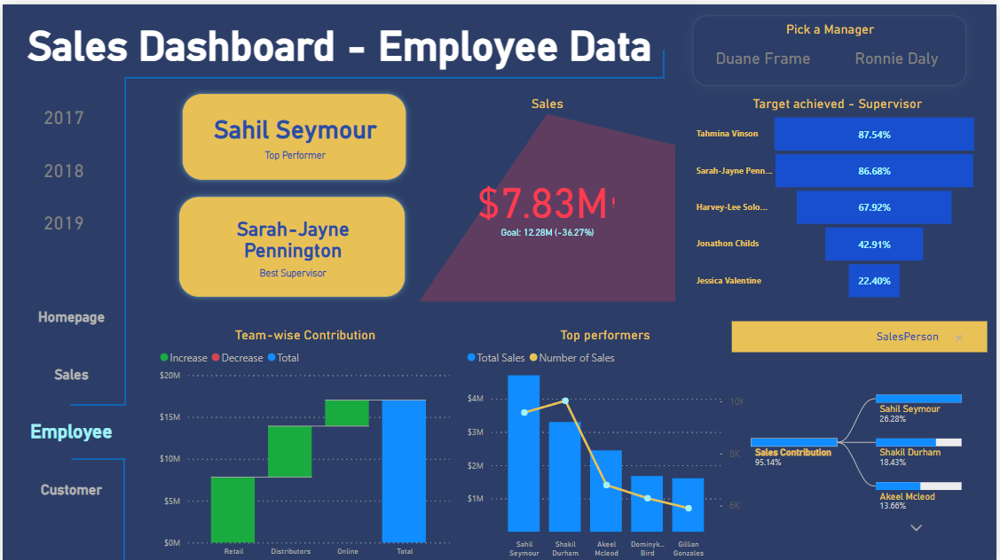 Sales Dashboard - Employee Data
Pick a Manager
Duane Frame
Ronnie Daly
2017
2018
2019
Homepage
Sales
Employee
Customer
Sahil Seymour
Top Performer
Sarah-Jayne
Pennington
Best Supervisor
Sales
$7.83M!
Goal: 12.28M (-36.27%)
Target achieved - Supervisor
Tahmina Vinson
87.54%
Sarah-Jayne Penn...
86.68%
Harvey-Lee Solo...
67.92%
Jonathon Childs
42.91%
Jessica Valentine
22.40%
Team-wise Contribution
Increase Decrease Total
$20M
$15M
$10M
$5M
$0M
Retail
Distributors
Online
Total
Top performers
Total Sales Number of Sales
$4M
$3M
$2M
$1M
10k
8K
6K
Sahil
Seymour
Shakil
Durham
Akeel
Mcleod
Dominyk...
Bird
Gillian
Gonzales
SalesPerson ×
Sales Contribution
95.14%
Sahil Seymour
26.28%
Shakil Durham
18.43%
Akeel Mcleod
13.66%